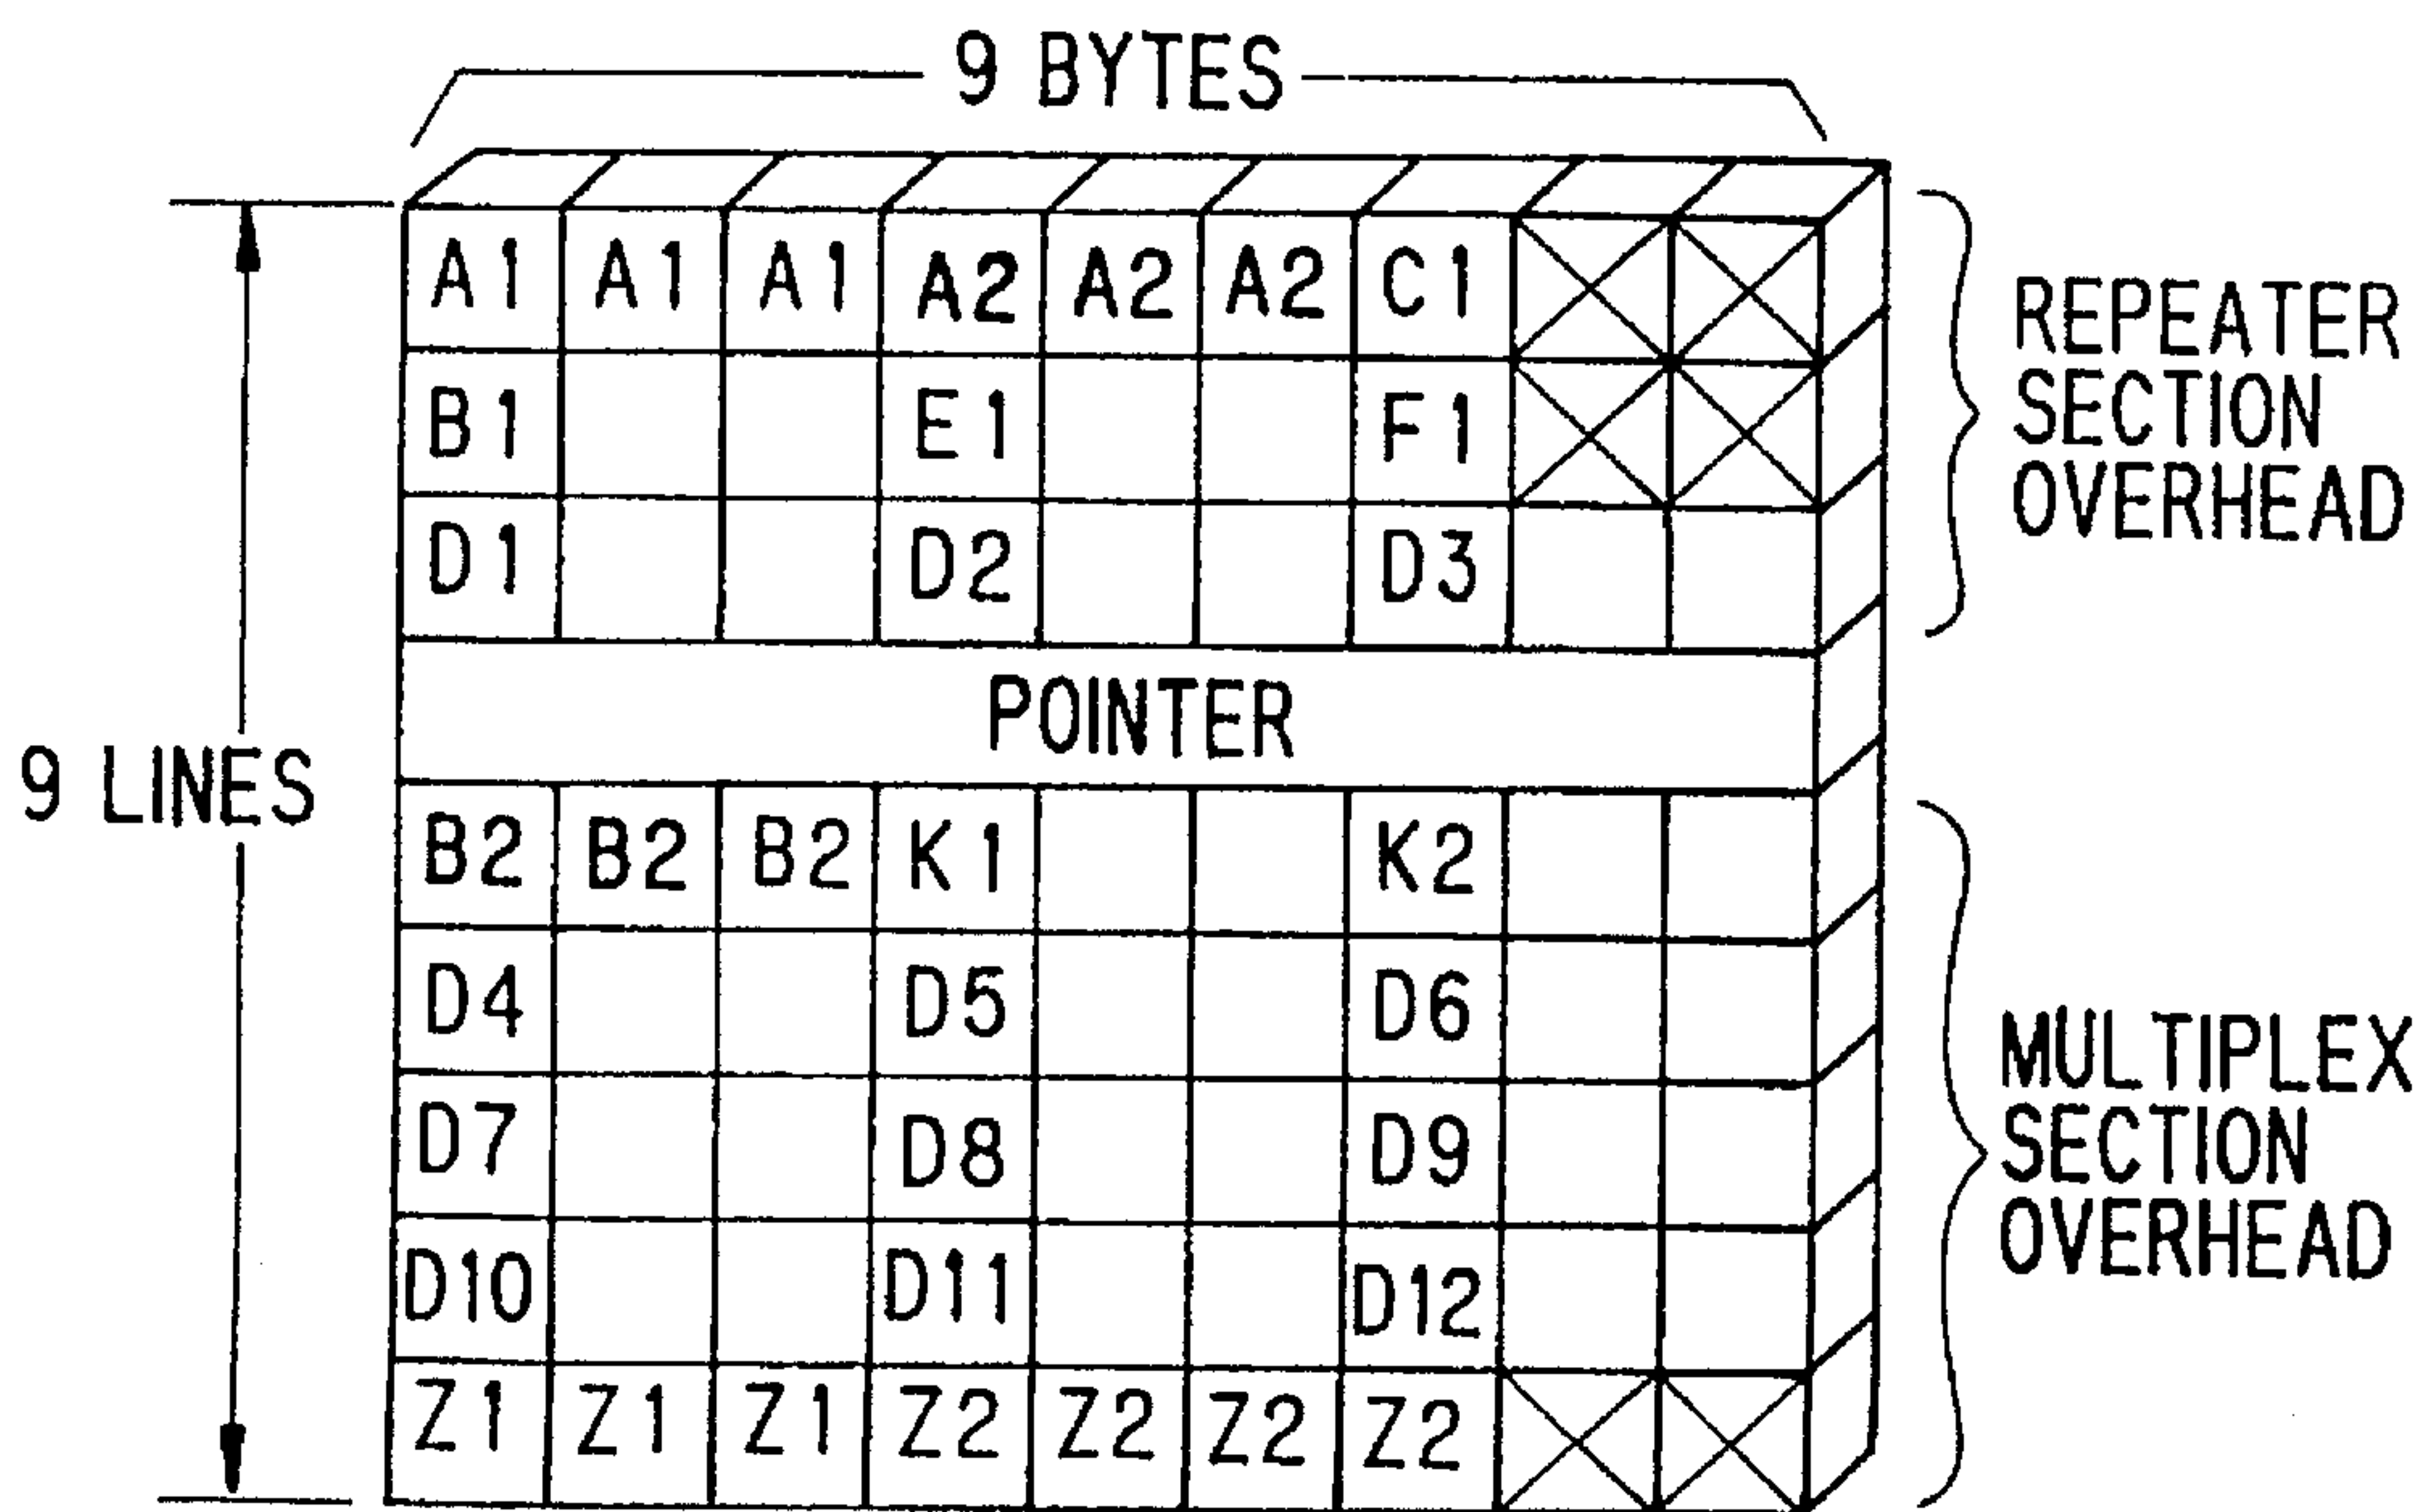 9 BYTES
A1 A1 A1 A2 A2 A2 C1
B1 E1 F1
D1 D2 D3
REPEATER
SECTION
OVERHEAD
POINTER
9 LINES
B2 B2 B2 K1 K2
D4 D5 D6
D7 D8 D9
D10 D11 D12
Z1 Z1 Z1 Z2 Z2 Z2 Z2
MULTIPLEX
SECTION
OVERHEAD